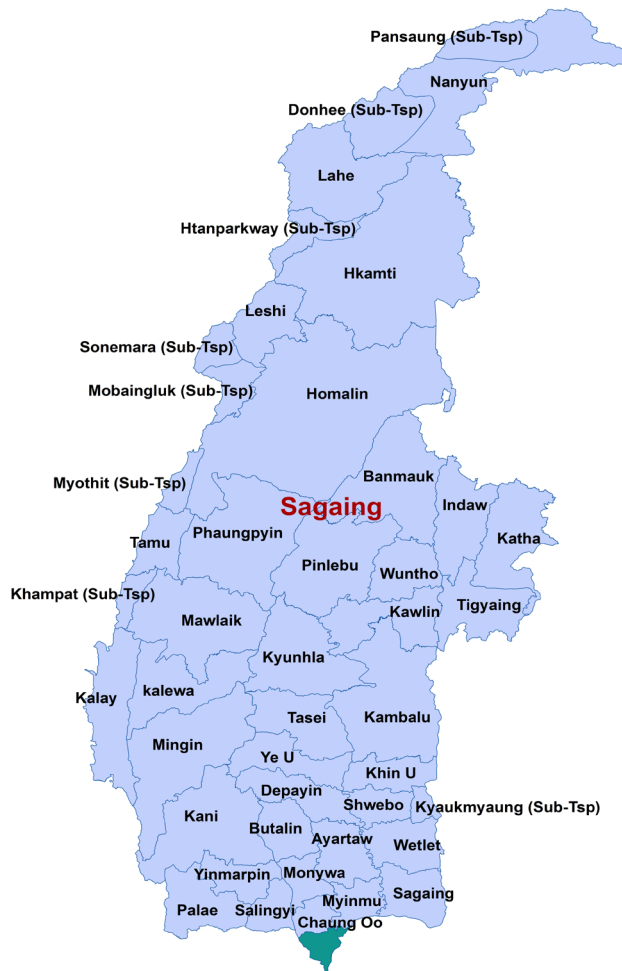 Pansaung (Sub-Tsp)
Nanyun
Donhee (Sub-Tsp)
Lahe
Htanparkway (Sub-Tsp)
Hkamti
Leshi
Sonemara (Sub-Tsp)
Mobaingluk (Sub-Tsp)
Homalin
Banmauk
Myothit (Sub-Tsp)
Indaw
Sagaing
Phaungpyin
Katha
Tamu
Pinlebu
Wuntho
Khampat (Sub-Tsp)
Tigyaing
Kawlin
Mawlaik
Kyunhla
Kalay
kalewa
Tasei
Kambalu
Mingin
Ye U
Khin U
Depayin
Shwebo
Kyaukmyaung (Sub-Tsp)
Kani
Butalin
Ayartaw
Wetlet
Yinmarpin
Monywa
Sagaing
Myinmu
Palae
Salingyi
Chaung Oo